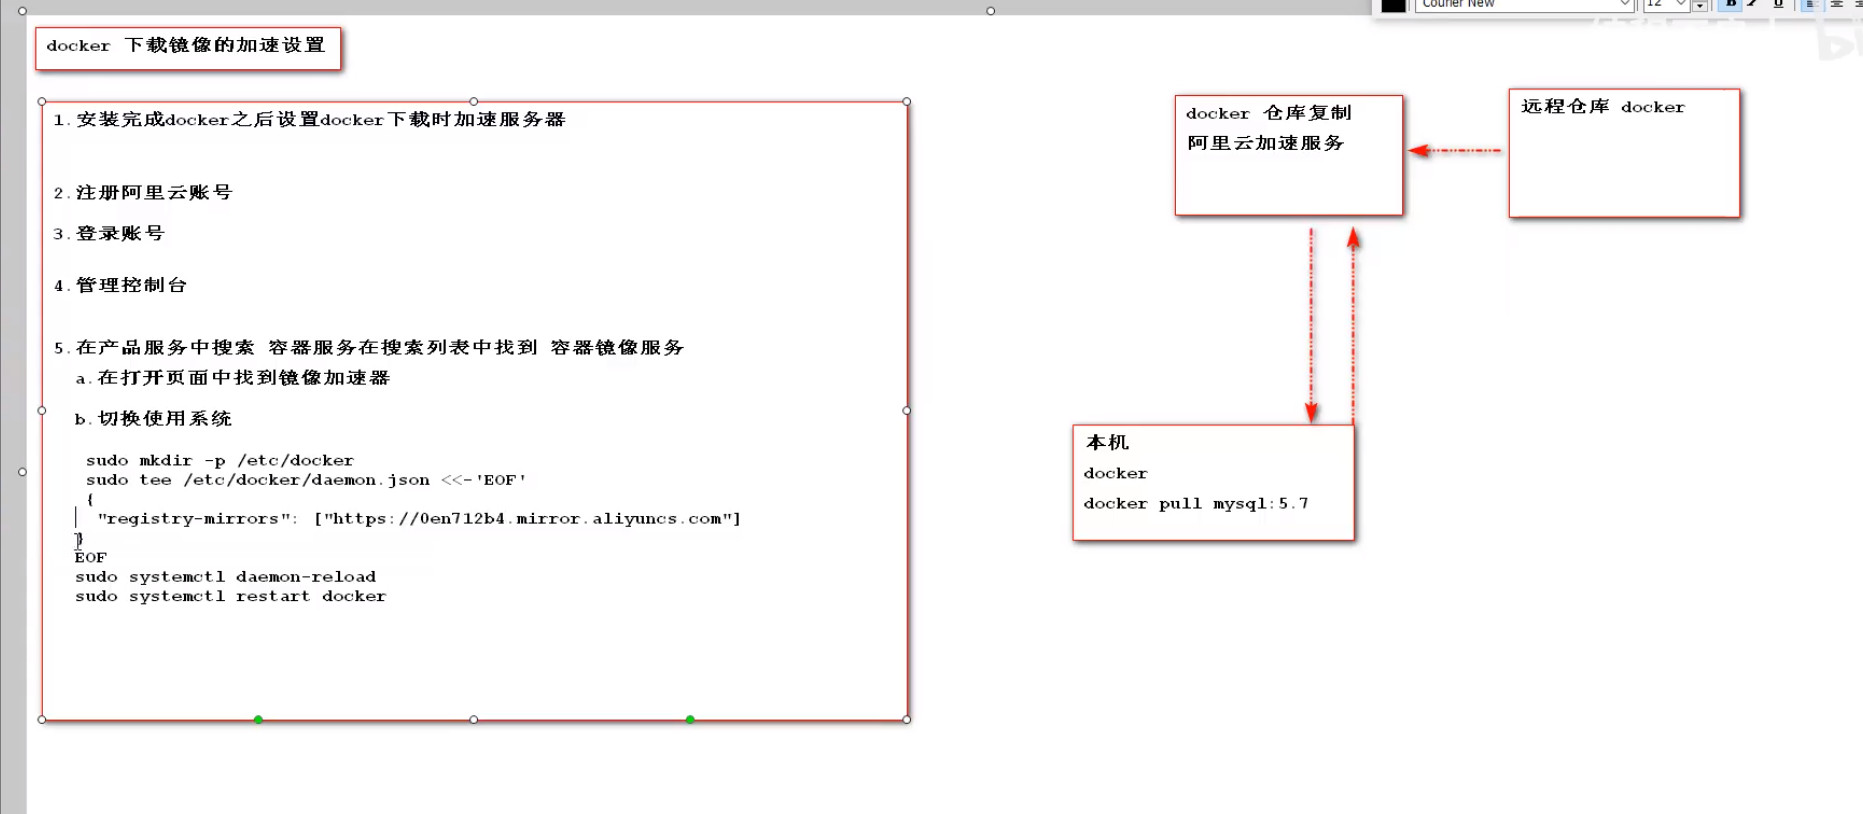 Courier New
12
B
U
docker 下载镜像的加速设置
1.安装完成docker之后设置docker下载时加速服务器
2.注册阿里云账号
3.登录账号
4.管理控制台
5.在产品服务中搜索 容器服务在搜索列表中找到 容器镜像服务
a.在打开页面中找到镜像加速器
b.切换使用系统
sudo mkdir -p /etc/docker
sudo tee /etc/docker/daemon.json <<-'EOF'
{
"registry-mirrors": ["https://0en712b4.mirror.aliyuncs.com"]
}
EOF
sudo systemctl daemon-reload
sudo systemctl restart docker
docker 仓库复制
阿里云加速服务
远程仓库 docker
本机
docker
docker pull mysql:5.7